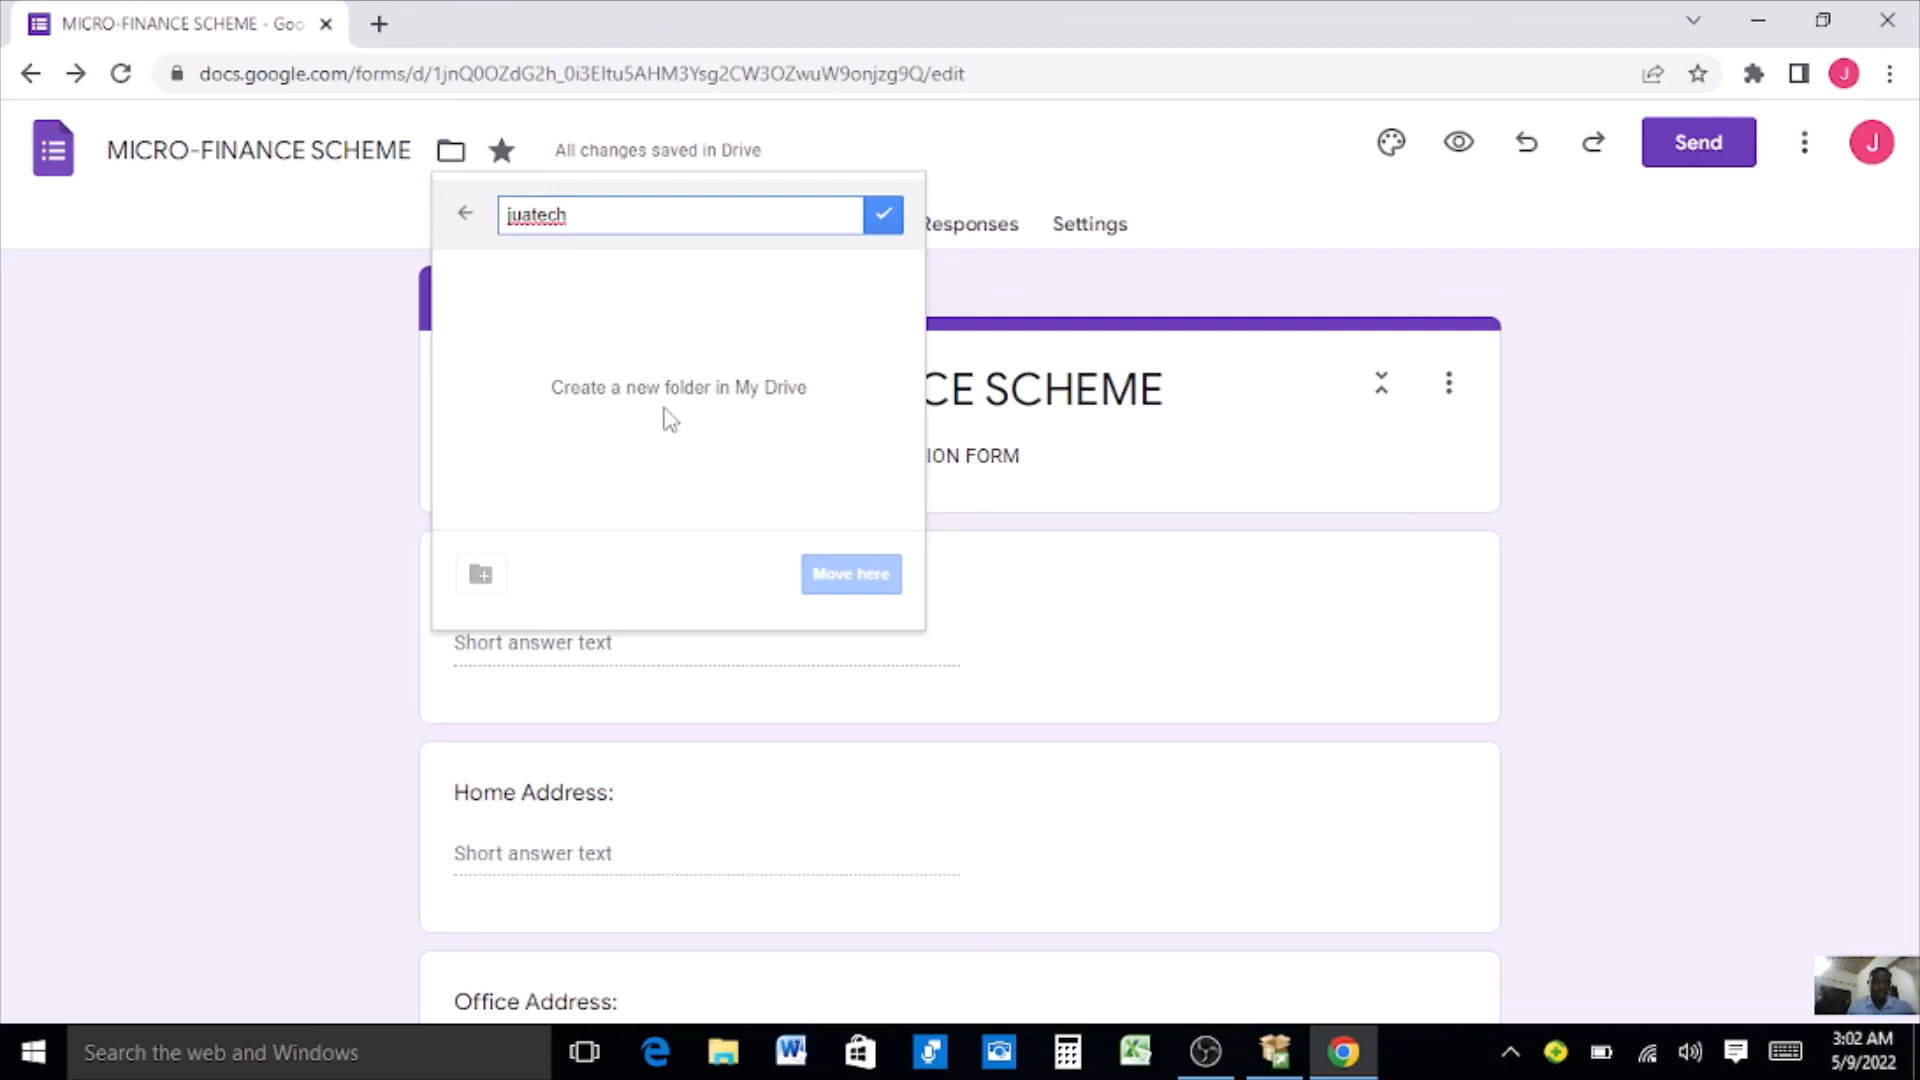 MICRO-FINANCE SCHEME - Goo
docs.google.com/forms/d/1jnQ0OZdG2h_0i3EItu5AHM3Ysg2CW3OZwuW9onjzg9Q/edit
J
MICRO-FINANCE SCHEME
All changes saved in Drive
Send
J
juatech
Responses
Settings
Create a new folder in My Drive
CE SCHEME
ION FORM
Move here
Short answer text
Home Address:
Short answer text
Office Address:
Search the web and Windows
3:02 AM
5/9/2022